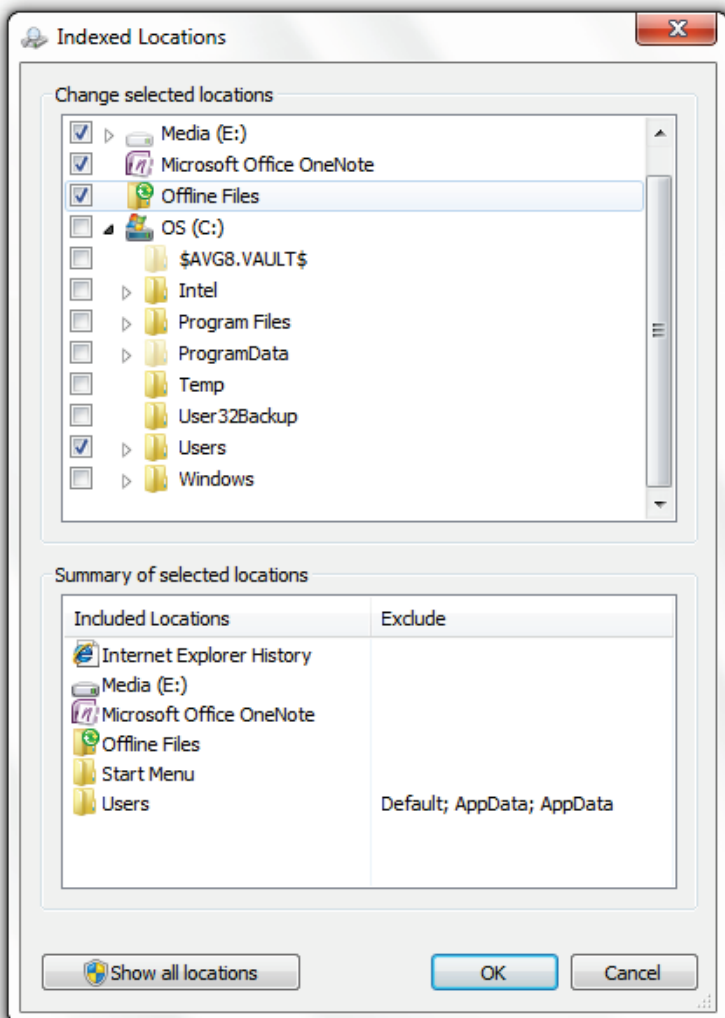 Indexed Locations
Change selected locations
Media (E:)
Microsoft Office OneNote
Offline Files
OS (C:)
$AVG8.VAULT$
Intel
Program Files
ProgramData
Temp
User32Backup
Users
Windows
Summary of selected locations
Included Locations Exclude
Internet Explorer History
Media (E:)
Microsoft Office OneNote
Offline Files
Start Menu
Users Default; AppData; AppData
Show all locations OK Cancel